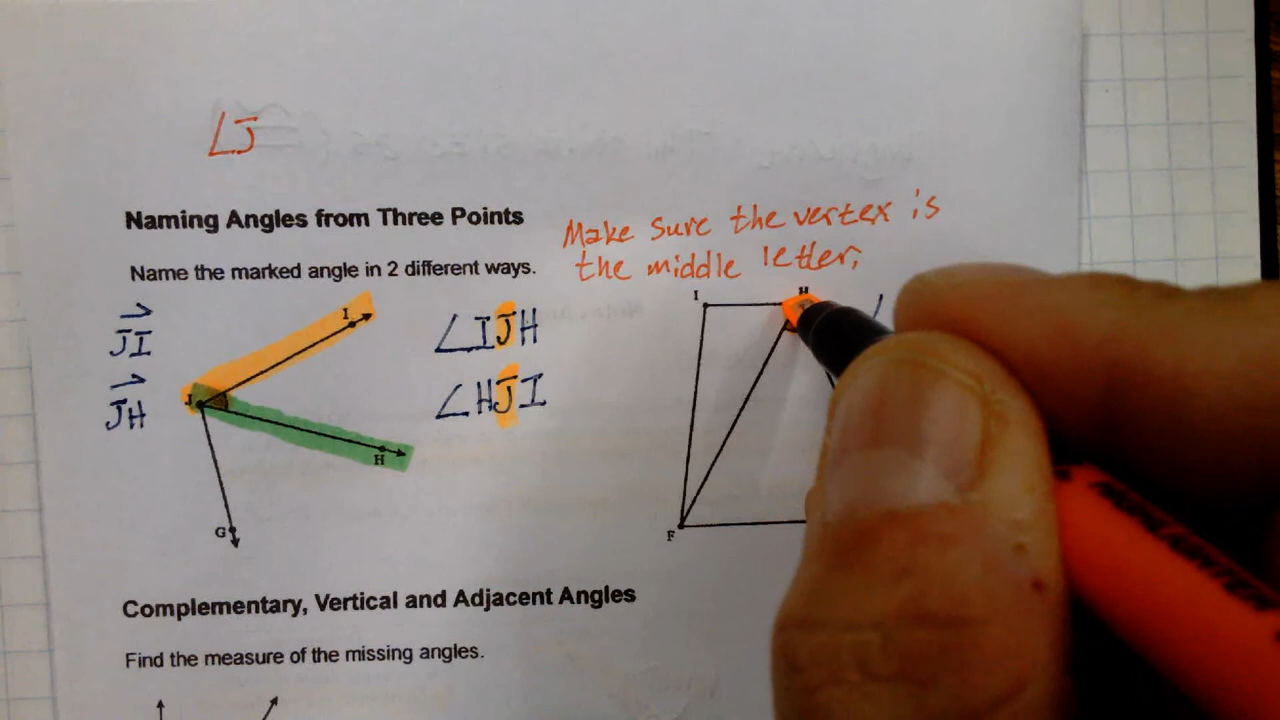 ∠J
Naming Angles from Three Points
Make sure the vertex is
the middle letter;
Name the marked angle in 2 different ways.
JI
JH
I
J
H
G
∠IJH
∠HJI
I
H
F
Complementary, Vertical and Adjacent Angles
Find the measure of the missing angles.